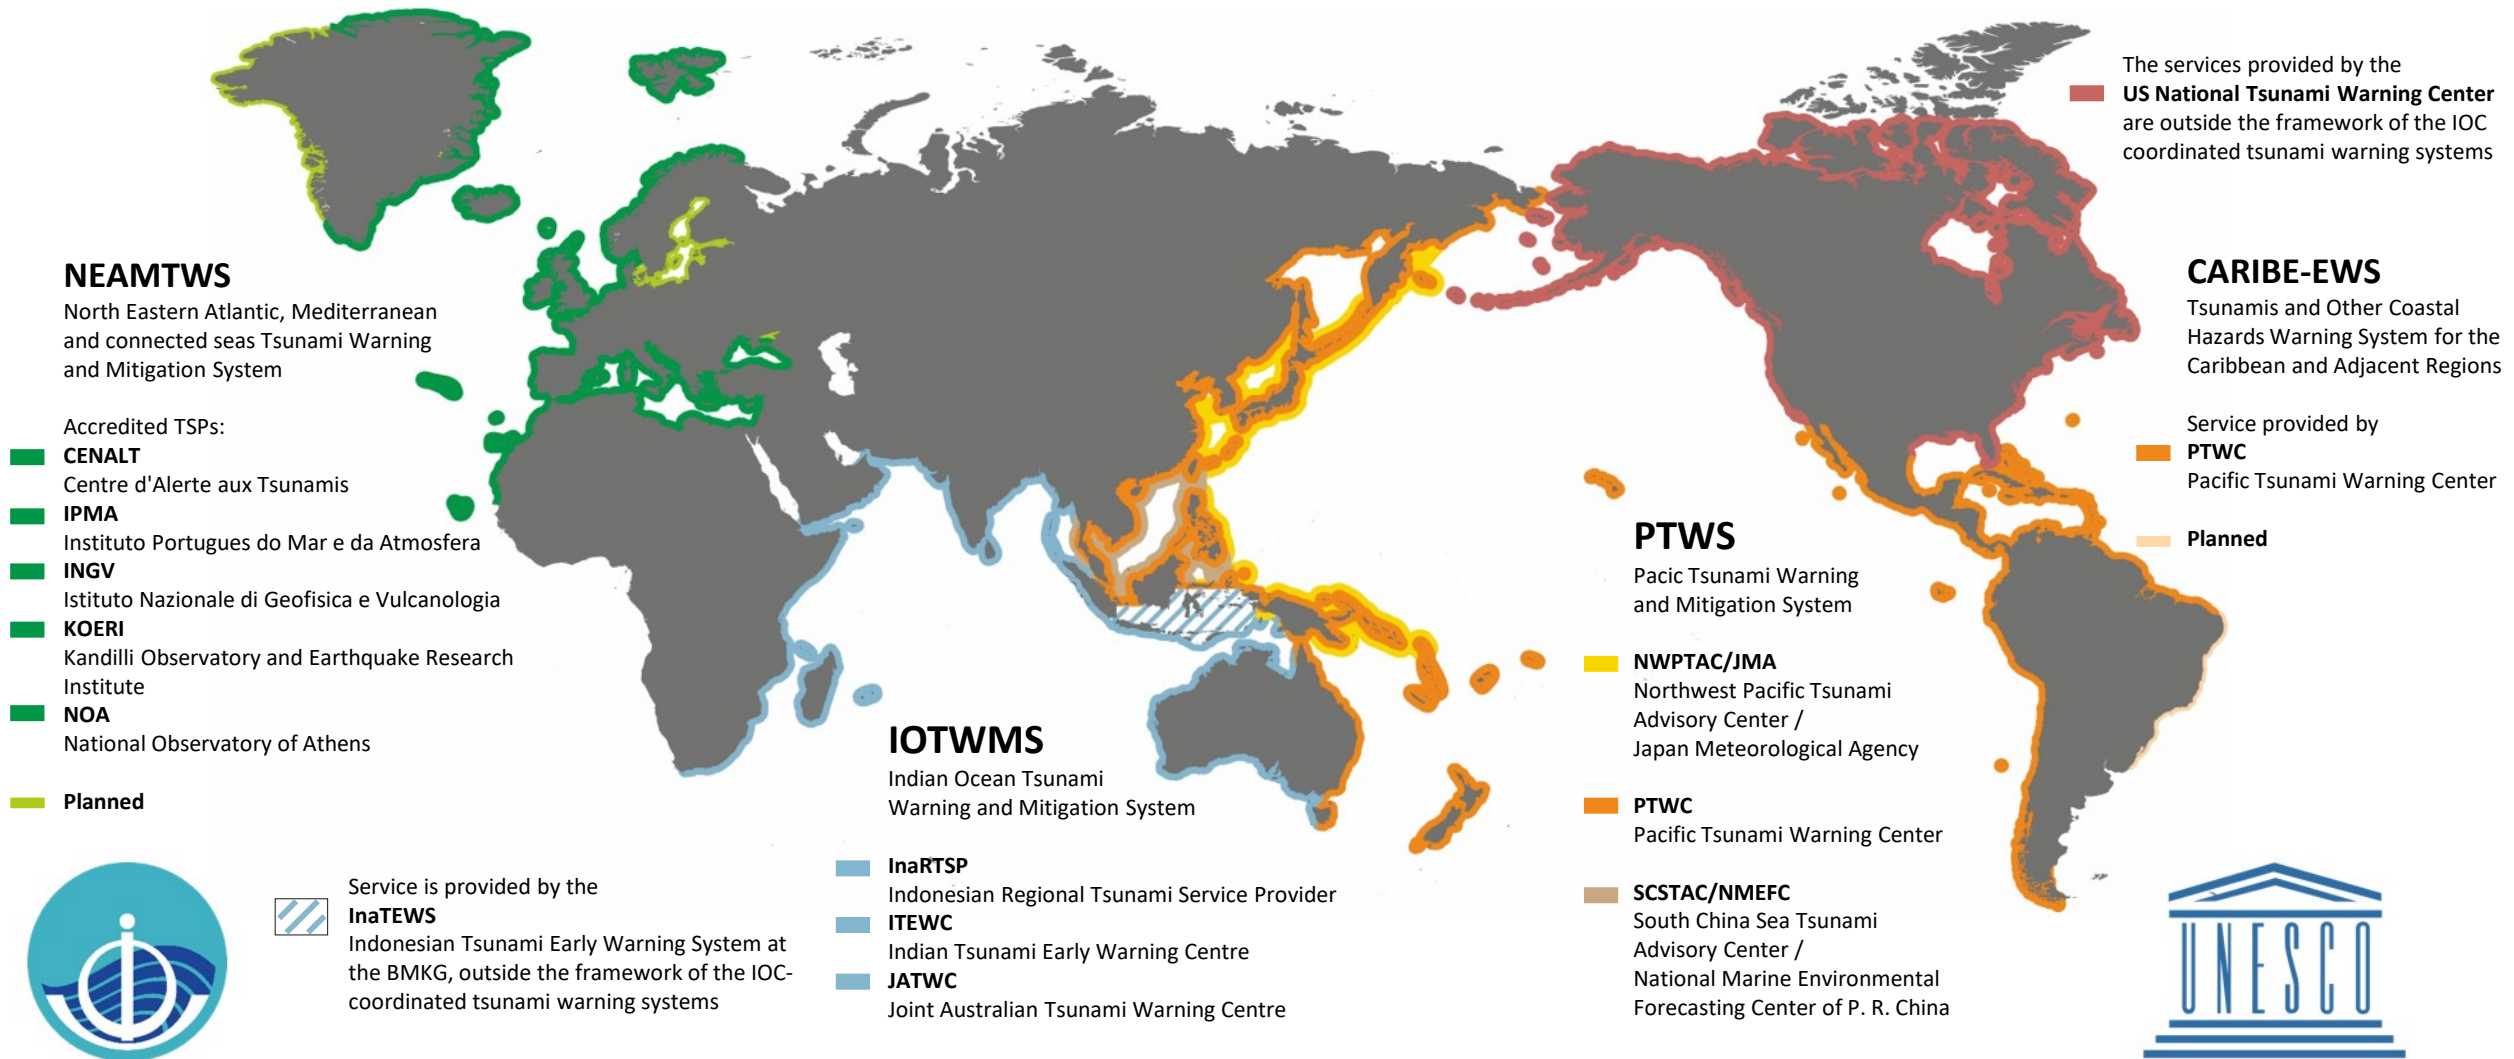 NEAMTWS
North Eastern Atlantic, Mediterranean
and connected seas Tsunami Warning
and Mitigation System
Accredited TSPs:
CENALT
Centre d'Alerte aux Tsunamis
IPMA
Instituto Portugues do Mar e da Atmosfera
INGV
Istituto Nazionale di Geofisica e Vulcanologia
KOERI
Kandilli Observatory and Earthquake Research
Institute
NOA
National Observatory of Athens
Planned
Service is provided by the
InaTEWS
Indonesian Tsunami Early Warning System at
the BMKG, outside the framework of the IOC-
coordinated tsunami warning systems
IOTWMS
Indian Ocean Tsunami
Warning and Mitigation System
InaRTSP
Indonesian Regional Tsunami Service Provider
ITEWC
Indian Tsunami Early Warning Centre
JATWC
Joint Australian Tsunami Warning Centre
PTWS
Pacic Tsunami Warning
and Mitigation System
NWPTAC/JMA
Northwest Pacific Tsunami
Advisory Center /
Japan Meteorological Agency
PTWC
Pacific Tsunami Warning Center
SCSTAC/NMEFC
South China Sea Tsunami
Advisory Center /
National Marine Environmental
Forecasting Center of P. R. China
The services provided by the
US National Tsunami Warning Center
are outside the framework of the IOC
coordinated tsunami warning systems
CARIBE-EWS
Tsunamis and Other Coastal
Hazards Warning System for the
Caribbean and Adjacent Regions
Service provided by
PTWC
Pacific Tsunami Warning Center
Planned
UNESCO